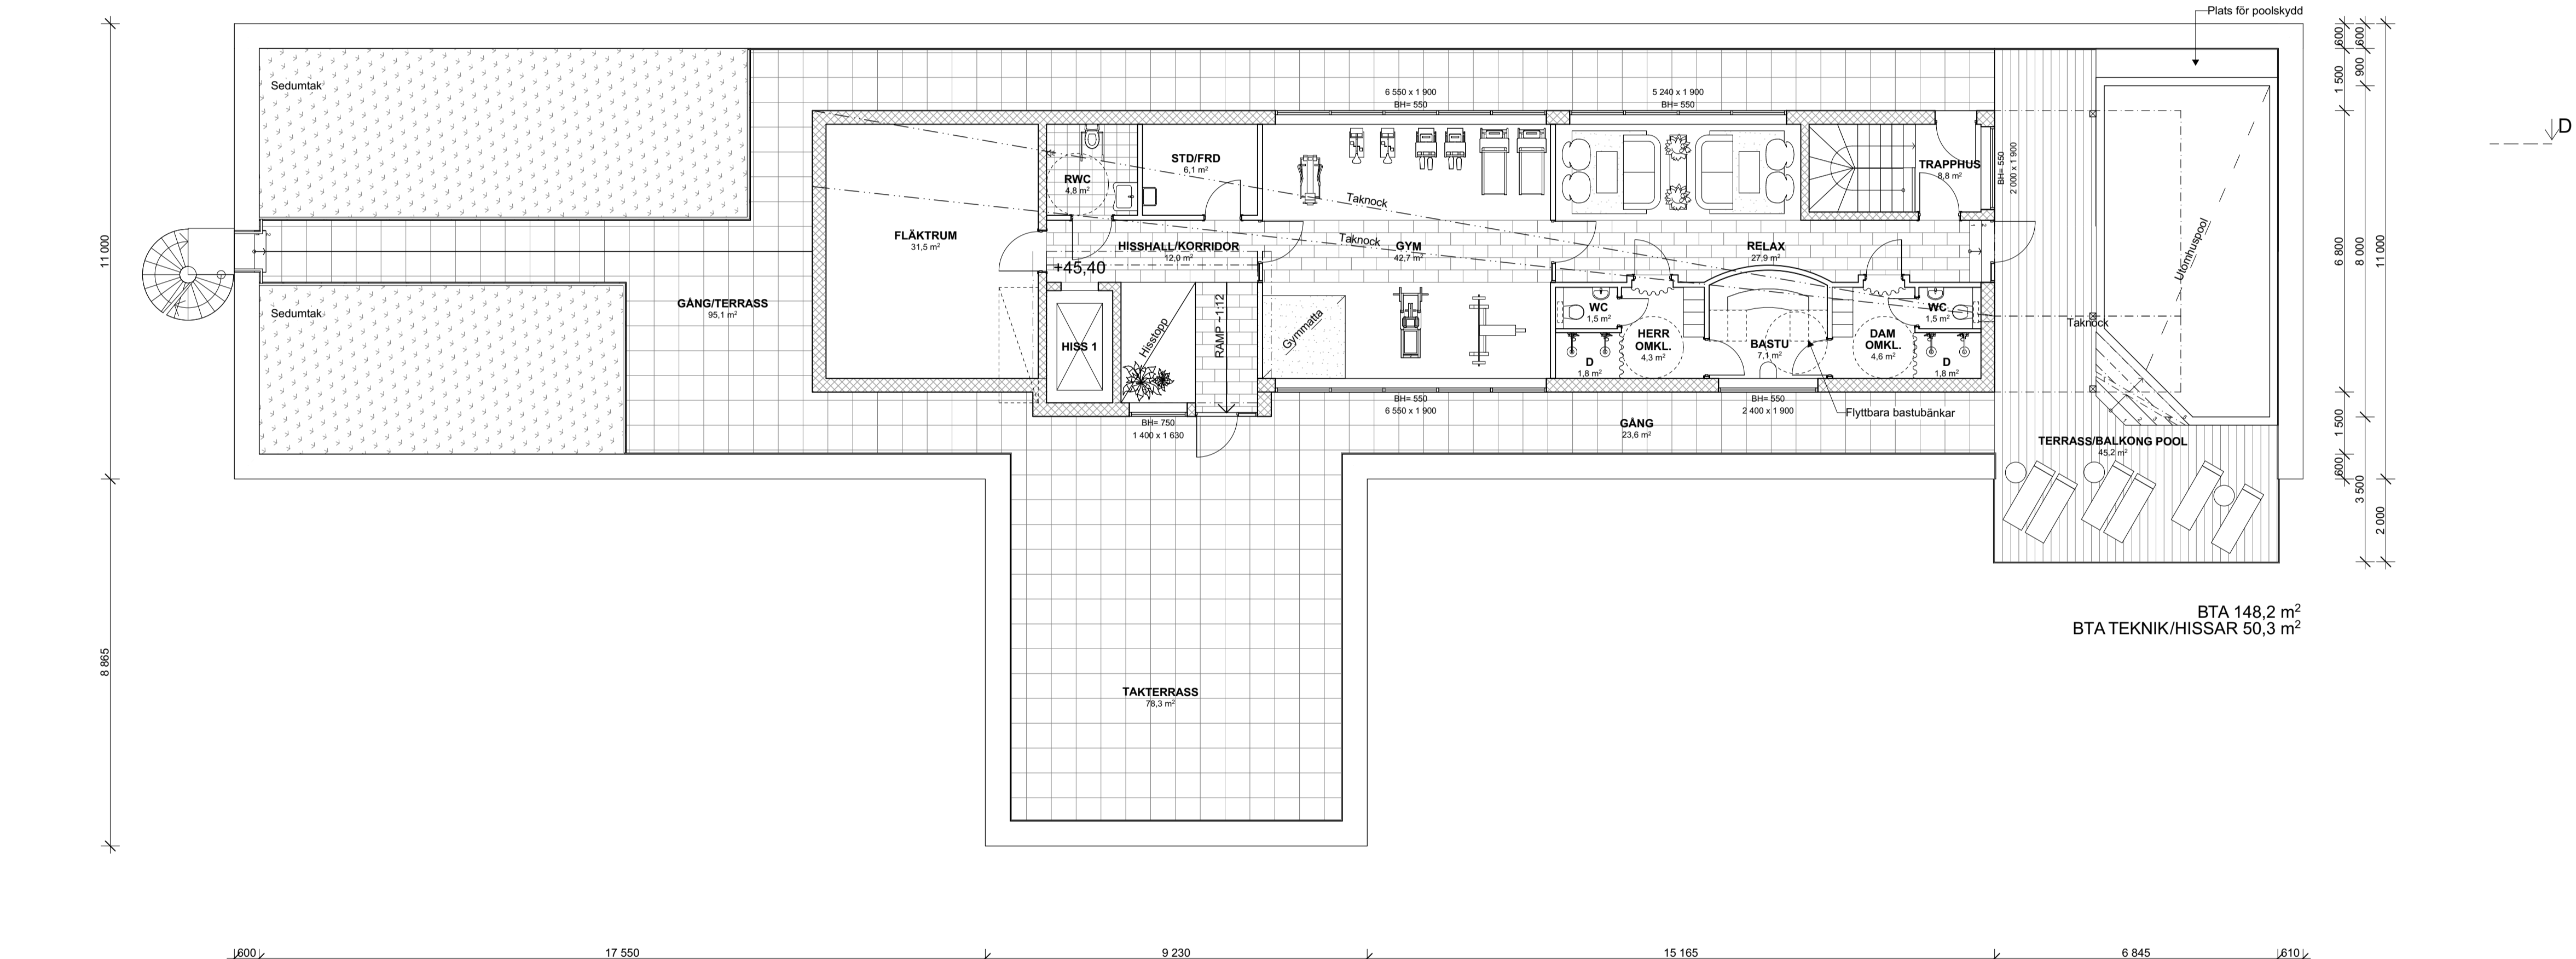 Plats för poolskydd
600
600
1 500
900
Sedumtak
6 550 x 1 900
BH= 550
5 240 x 1 900
BH= 550
D
STD/FRD
6,1 m²
RWC
4,8 m²
TRAPPHUS
8,8 m²
BH= 550
2 000 x 1 900
Taknock
Taknock
FLÄKTRUM
31,5 m²
HISSHALL/KORRIDOR
12,0 m²
GYM
42,7 m²
RELAX
27,9 m²
Utomhuspool
11 000
6 800
8 000
11 000
+45,40
GÅNG/TERRASS
95,1 m²
Sedumtak
HISS 1
Hisstopp
RAMP ~1:12
Gymmatta
WC
1,5 m²
HERR
OMKL.
4,3 m²
D
1,8 m²
BASTU
7,1 m²
DAM
OMKL.
4,6 m²
WC
1,5 m²
D
1,8 m²
Taknock
BH= 550
6 550 x 1 900
BH= 550
2 400 x 1 900
Flyttbara bastubänkar
BH= 750
1 400 x 1 630
GÅNG
23,6 m²
TERRASS/BALKONG POOL
45,2 m²
1 500
600
3 500
2 000
BTA 148,2 m²
BTA TEKNIK/HISSAR 50,3 m²
8 865
TAKTERRASS
78,3 m²
600
17 550
9 230
15 165
6 845
610